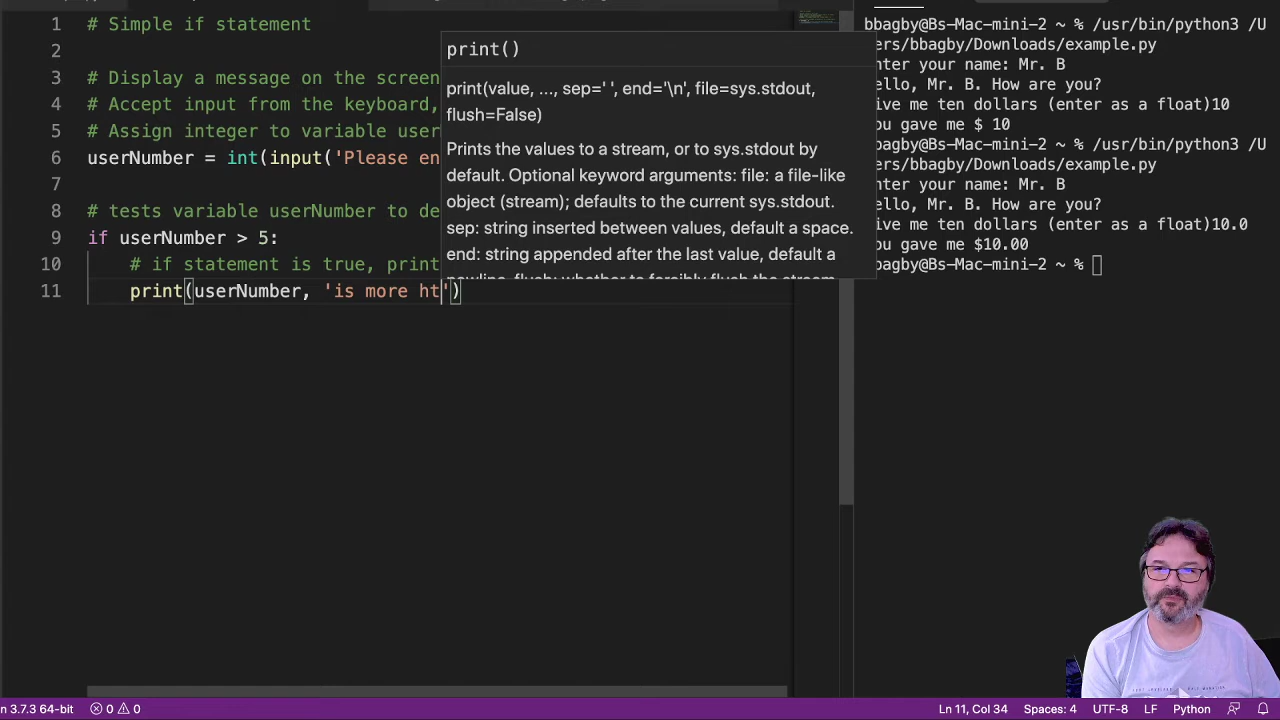 1 # Simple if statement
2
3 # Display a message on the screen
4 # Accept input from the keyboard,
5 # Assign integer to variable user
6 userNumber = int(input('Please en
7
8 # tests variable userNumber to de
9 if userNumber > 5:
10 # if statement is true, print
11 print(userNumber, 'is more ht')
print()
print(value, ..., sep=' ', end='\n', file=sys.stdout,
flush=False)
Prints the values to a stream, or to sys.stdout by
default. Optional keyword arguments: file: a file-like
object (stream); defaults to the current sys.stdout.
sep: string inserted between values, default a space.
end: string appended after the last value, default a
newline. flush: whether to forcibly flush the stream.
bbagby@Bs-Mac-mini-2 ~ % /usr/bin/python3 /U
ers/bbagby/Downloads/example.py
nter your name: Mr. B
ello, Mr. B. How are you?
ive me ten dollars (enter as a float)10
ou gave me $ 10
bagby@Bs-Mac-mini-2 ~ % /usr/bin/python3 /U
ers/bbagby/Downloads/example.py
nter your name: Mr. B
ello, Mr. B. How are you?
ive me ten dollars (enter as a float)10.0
ou gave me $10.00
bagby@Bs-Mac-mini-2 ~ %
n 3.7.3 64-bit 0 0 Ln 11, Col 34 Spaces: 4 UTF-8 LF Python